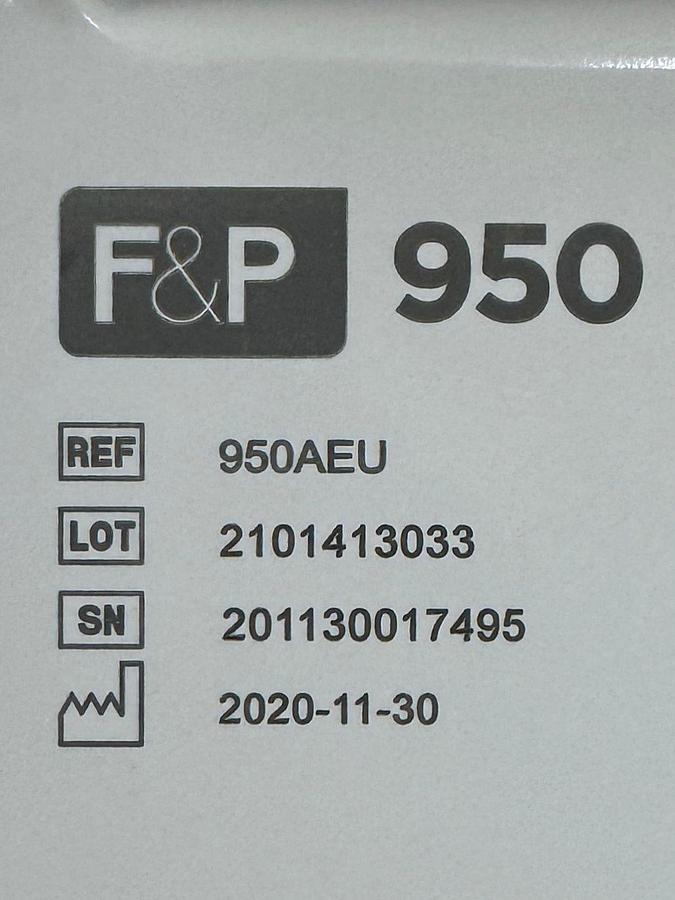 F&P 950
REF 950AEU
LOT 2101413033
SN 201130017495
2020-11-30